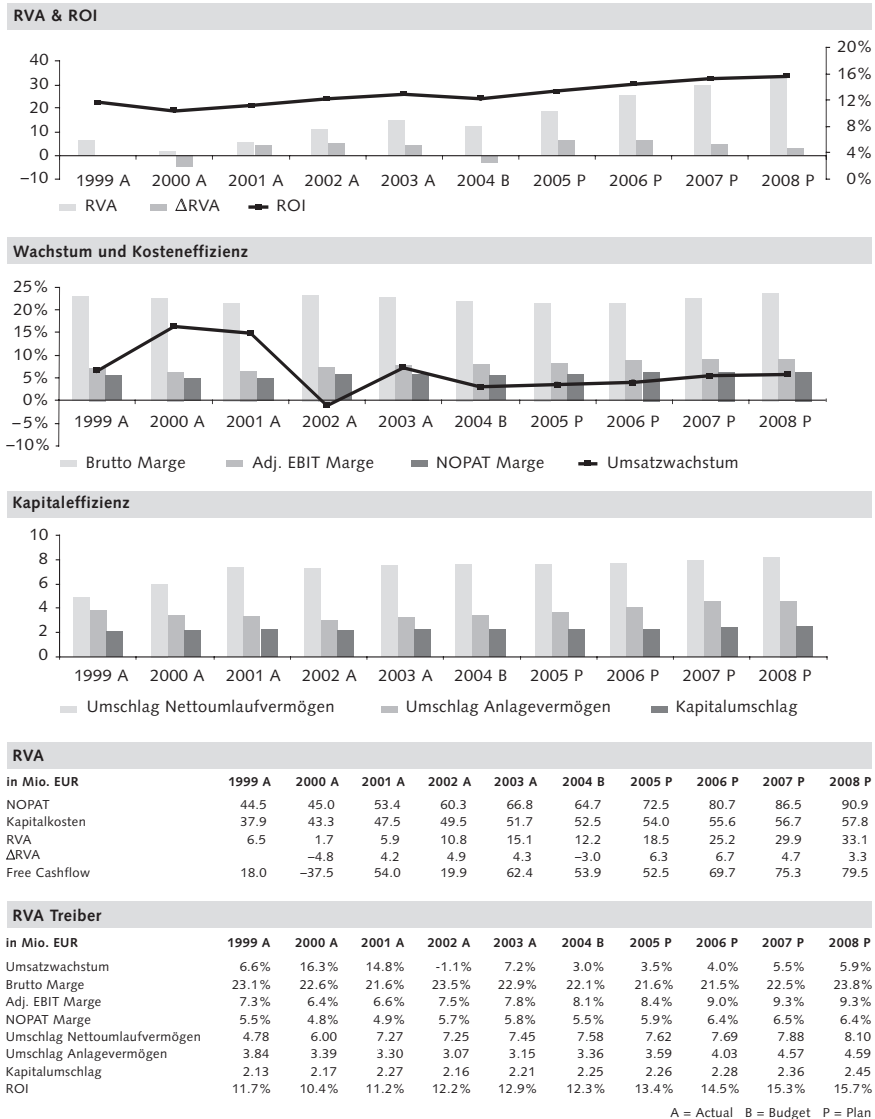 RVA & ROI
40
30
20
10
0
–10
20%
16%
12%
8%
4%
0%
1999 A 2000 A 2001 A 2002 A 2003 A 2004 B 2005 P 2006 P 2007 P 2008 P
RVA ΔRVA ROI
Wachstum und Kosteneffizienz
25%
20%
15%
10%
5%
0%
–5%
–10%
1999 A 2000 A 2001 A 2002 A 2003 A 2004 B 2005 P 2006 P 2007 P 2008 P
Brutto Marge Adj. EBIT Marge NOPAT Marge Umsatzwachstum
Kapitaleffizienz
10
8
6
4
2
0
1999 A 2000 A 2001 A 2002 A 2003 A 2004 B 2005 P 2006 P 2007 P 2008 P
Umschlag Nettoumlaufvermögen Umschlag Anlagevermögen Kapitalumschlag
RVA
in Mio. EUR 1999 A 2000 A 2001 A 2002 A 2003 A 2004 B 2005 P 2006 P 2007 P 2008 P
NOPAT 44.5 45.0 53.4 60.3 66.8 64.7 72.5 80.7 86.5 90.9
Kapitalkosten 37.9 43.3 47.5 49.5 51.7 52.5 54.0 55.6 56.7 57.8
RVA 6.5 1.7 5.9 10.8 15.1 12.2 18.5 25.2 29.9 33.1
ΔRVA –4.8 4.2 4.9 4.3 –3.0 6.3 6.7 4.7 3.3
Free Cashflow 18.0 –37.5 54.0 19.9 62.4 53.9 52.5 69.7 75.3 79.5
RVA Treiber
in Mio. EUR 1999 A 2000 A 2001 A 2002 A 2003 A 2004 B 2005 P 2006 P 2007 P 2008 P
Umsatzwachstum 6.6% 16.3% 14.8% -1.1% 7.2% 3.0% 3.5% 4.0% 5.5% 5.9%
Brutto Marge 23.1% 22.6% 21.6% 23.5% 22.9% 22.1% 21.6% 21.5% 22.5% 23.8%
Adj. EBIT Marge 7.3% 6.4% 6.6% 7.5% 7.8% 8.1% 8.4% 9.0% 9.3% 9.3%
NOPAT Marge 5.5% 4.8% 4.9% 5.7% 5.8% 5.5% 5.9% 6.4% 6.5% 6.4%
Umschlag Nettoumlaufvermögen 4.78 6.00 7.27 7.25 7.45 7.58 7.62 7.69 7.88 8.10
Umschlag Anlagevermögen 3.84 3.39 3.30 3.07 3.15 3.36 3.59 4.03 4.57 4.59
Kapitalumschlag 2.13 2.17 2.27 2.16 2.21 2.25 2.26 2.28 2.36 2.45
ROI 11.7% 10.4% 11.2% 12.2% 12.9% 12.3% 13.4% 14.5% 15.3% 15.7%
A = Actual B = Budget P = Plan